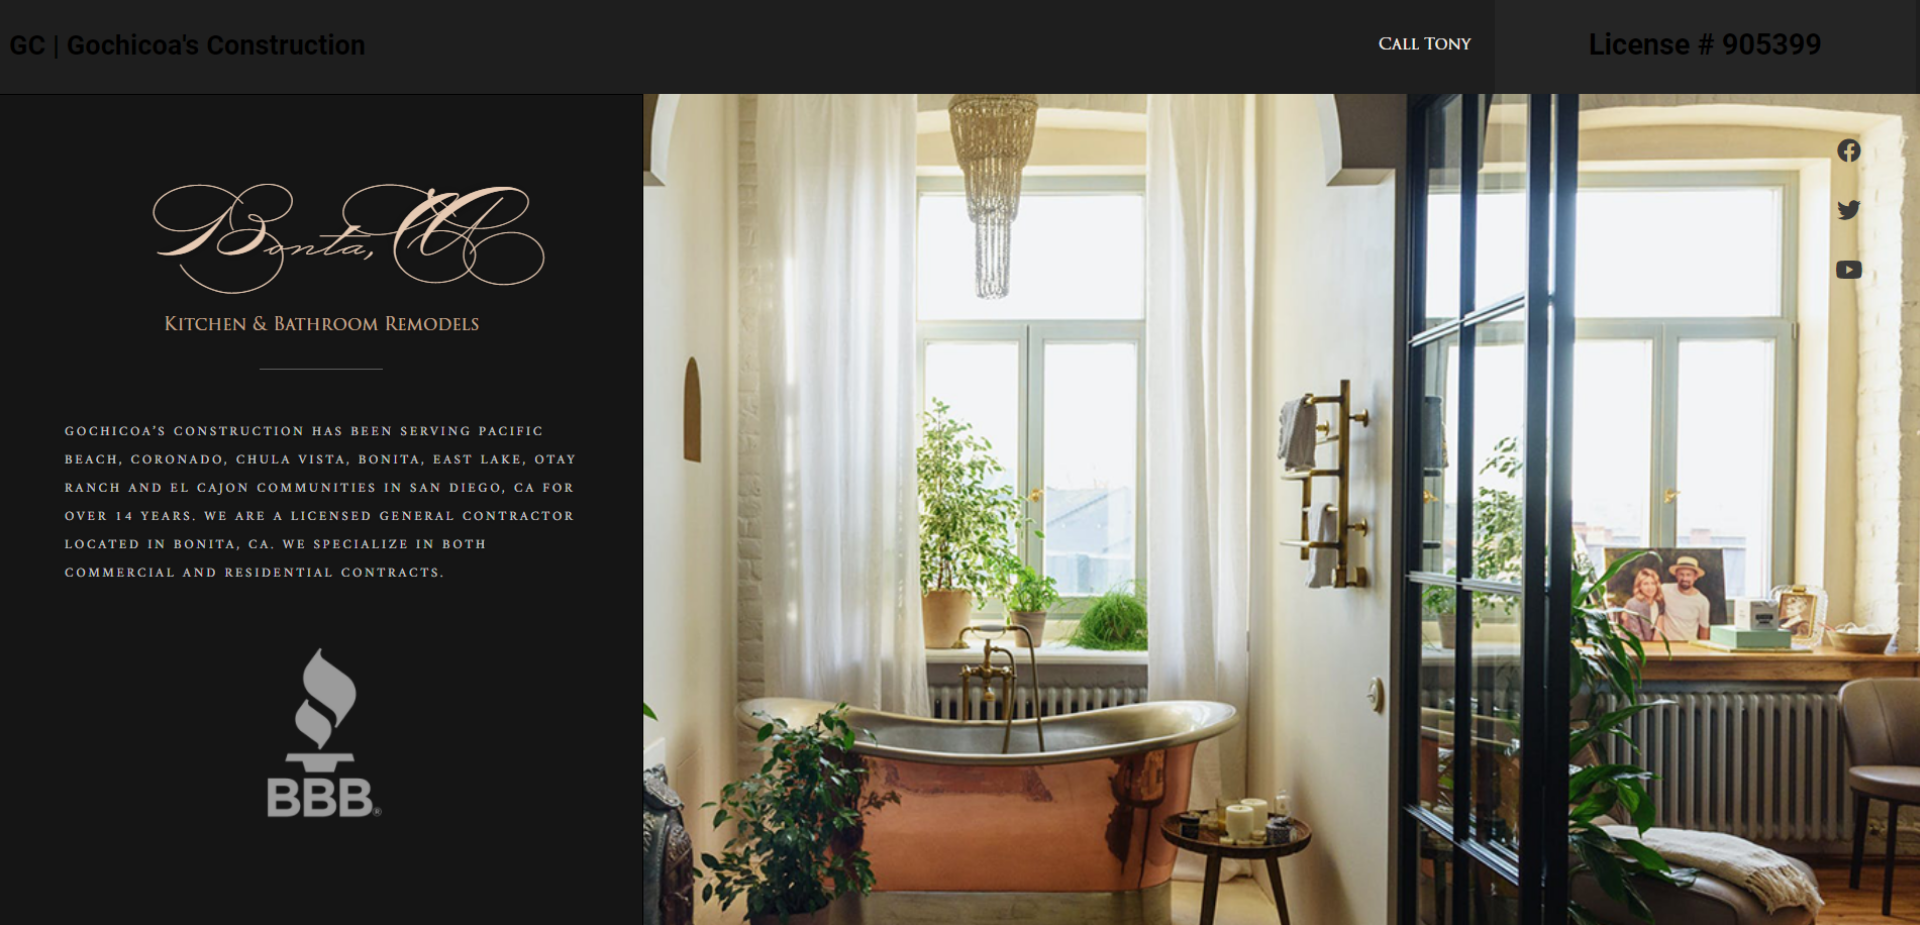 GC | Gochicoa's Construction
CALL TONY
License # 905399
Bonta, CA
KITCHEN & BATHROOM REMODELS
GOCHICOA'S CONSTRUCTION HAS BEEN SERVING PACIFIC
BEACH, CORONADO, CHULA VISTA, BONITA, EAST LAKE, OTAY
RANCH AND EL CAJON COMMUNITIES IN SAN DIEGO, CA FOR
OVER 14 YEARS. WE ARE A LICENSED GENERAL CONTRACTOR
LOCATED IN BONITA, CA. WE SPECIALIZE IN BOTH
COMMERCIAL AND RESIDENTIAL CONTRACTS.
BBB®